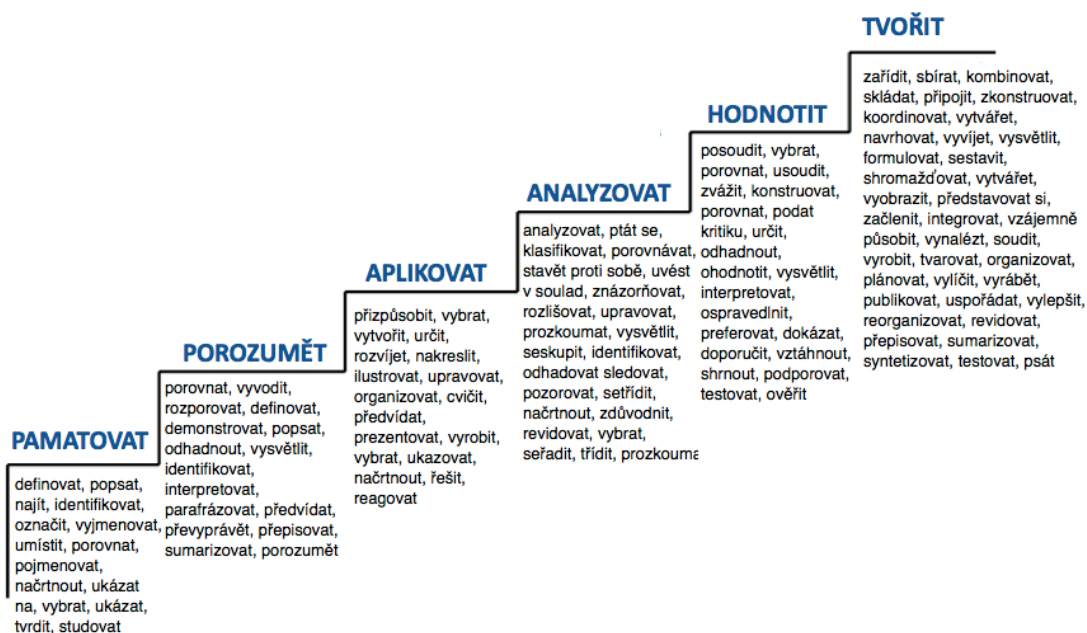 TVOŘIT
zařídit, sbírat, kombinovat,
skládat, připojit, zkonstruovat,
koordinovat, vytvářet,
navrhovat, vyvíjet, vysvětlit,
formulovat, sestavit,
shromažďovat, vytvářet,
vyobrazit, představovat si,
začlenit, integrovat, vzájemně
působit, vynalézt, soudit,
vyrobit, tvarovat, organizovat,
plánovat, vylíčit, vyrábět,
publikovat, uspořádat, vylepšit,
reorganizovat, revidovat,
přepisovat, sumarizovat,
syntetizovat, testovat, psát
HODNOTIT
posoudit, vybrat,
porovnat, usoudit,
zvážit, konstruovat,
porovnat, podat
kritiku, určit,
odhadnout,
ohodnotit, vysvětlit,
interpretovat,
ospravedlnit,
preferovat, dokázat,
doporučit, vztáhnout,
shrnout, podporovat,
testovat, ověřit
ANALYZOVAT
analyzovat, ptát se,
klasifikovat, porovnávat,
stavět proti sobě, uvést
v soulad, znázorňovat,
rozlišovat, upravovat,
prozkoumat, vysvětlit,
seskupit, identifikovat,
odhadovat sledovat,
pozorovat, setřídit,
načrtnout, zdůvodnit,
revidovat, vybrat,
seřadit, třídit, prozkouma
APLIKOVAT
přizpůsobit, vybrat,
vytvořit, určit,
rozvíjet, nakreslit,
ilustrovat, upravovat,
organizovat, cvičit,
předvídat,
prezentovat, vyrobit,
vybrat, ukazovat,
načrtnout, řešit,
reagovat
POROZUMĚT
porovnat, vyvodit,
rozporovat, definovat,
demonstrovat, popsat,
odhadnout, vysvětlit,
identifikovat,
interpretovat,
parafrázovat, předvídat,
převyprávět, přepisovat,
sumarizovat, porozumět
PAMATOVAT
definovat, popsat,
najít, identifikovat,
označit, vyjmenovat,
umístit, porovnat,
pojmenovat,
načrtnout, ukázat
na, vybrat, ukázat,
tvrdit, studovat